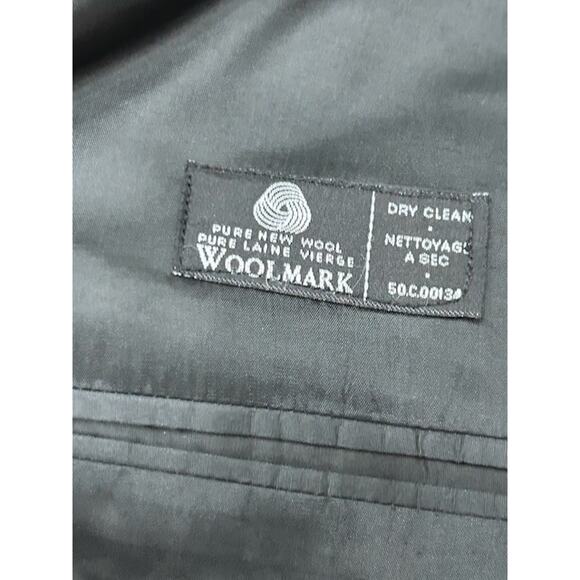 PURE NEW WOOL
PURE LAINE VIERGE
WOOLMARK
DRY CLEAN
•
NETTOYAGE
A SEC
•
50.C.00134